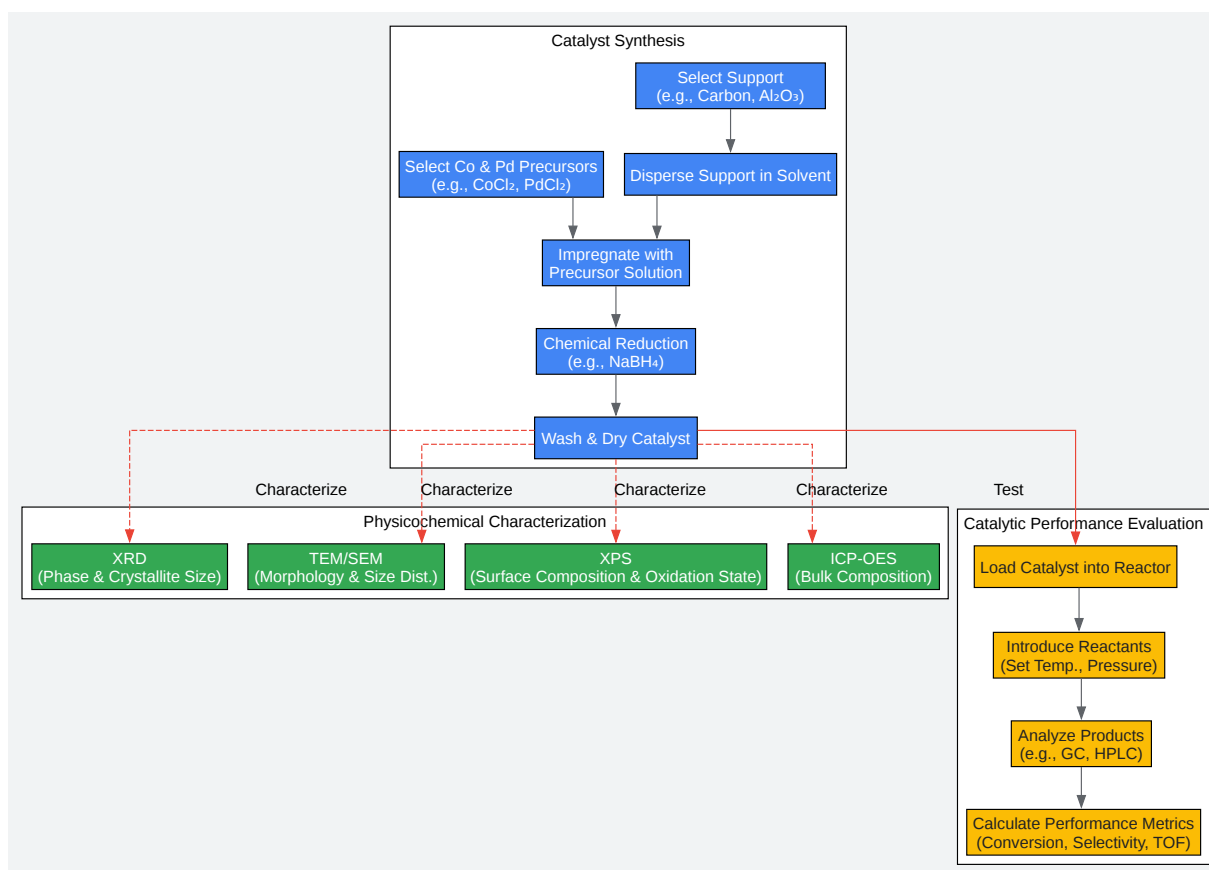 Catalyst Synthesis
Select Support
(e.g., Carbon, Al₂O₃)
Select Co & Pd Precursors
(e.g., CoCl₂, PdCl₂)
Disperse Support in Solvent
Impregnate with
Precursor Solution
Chemical Reduction
(e.g., NaBH₄)
Wash & Dry Catalyst
Characterize
Characterize
Characterize
Characterize
Test
Physicochemical Characterization
XRD
(Phase & Crystallite Size)
TEM/SEM
(Morphology & Size Dist.)
XPS
(Surface Composition & Oxidation State)
ICP-OES
(Bulk Composition)
Catalytic Performance Evaluation
Load Catalyst into Reactor
Introduce Reactants
(Set Temp., Pressure)
Analyze Products
(e.g., GC, HPLC)
Calculate Performance Metrics
(Conversion, Selectivity, TOF)